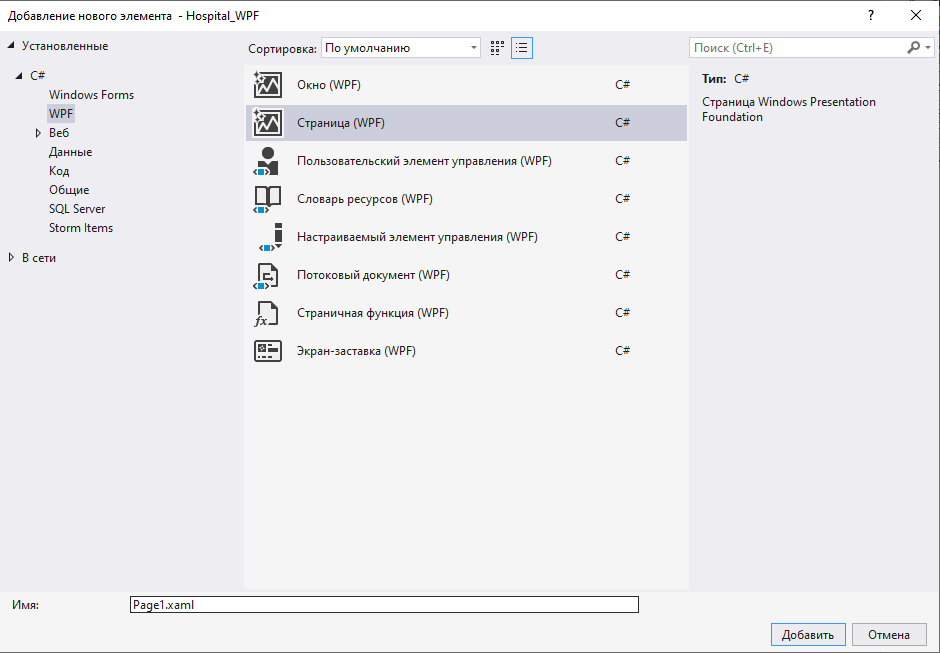 Добавление нового элемента - Hospital_WPF
?
Установленные
C#
Windows Forms
WPF
Веб
Данные
Код
Общие
SQL Server
Storm Items
В сети
Сортировка: По умолчанию
Окно (WPF) C#
Страница (WPF) C#
Пользовательский элемент управления (WPF) C#
Словарь ресурсов (WPF) C#
Настраиваемый элемент управления (WPF) C#
Потоковый документ (WPF) C#
Страничная функция (WPF) C#
Экран-заставка (WPF) C#
Поиск (Ctrl+E)
Тип: C#
Страница Windows Presentation
Foundation
Имя: Page1.xaml
Добавить Отмена